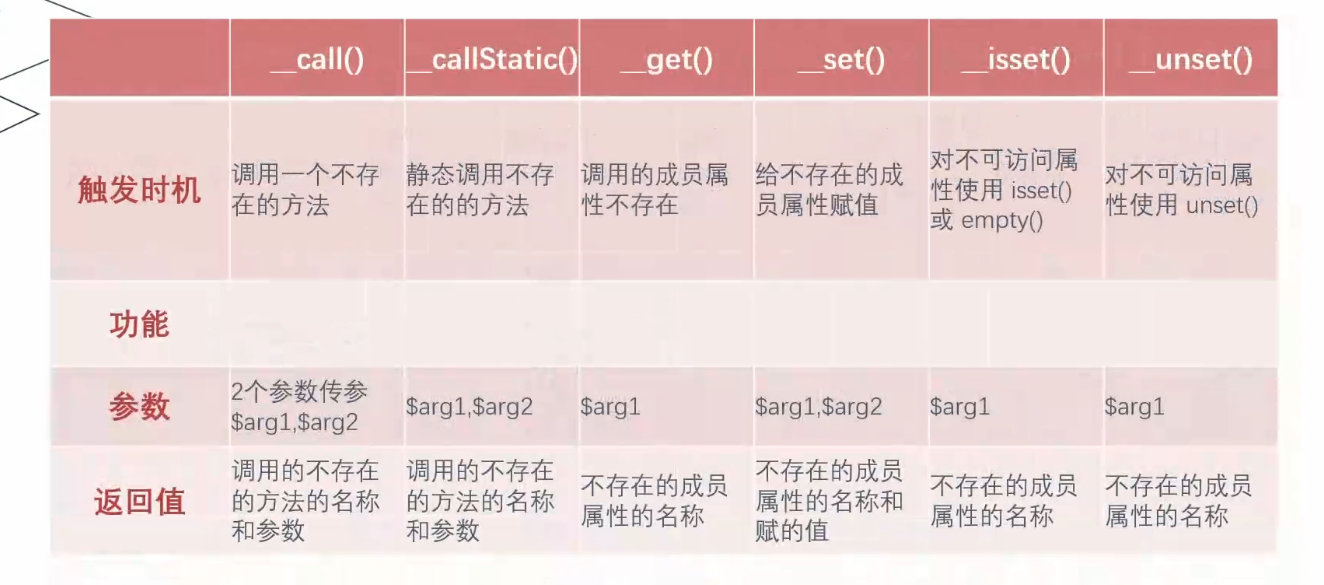 __call()
__callStatic()
__get()
__set()
__isset()
__unset()
触发时机
调用一个不存
在的方法
静态调用不存
在的的方法
调用的成员属
性不存在
给不存在的成
员属性赋值
对不可访问属
性使用 isset()
或 empty()
对不可访问属
性使用 unset()
功能
参数
2个参数传参
$arg1,$arg2
$arg1,$arg2
$arg1
$arg1,$arg2
$arg1
$arg1
返回值
调用的不存在
的方法的名称
和参数
调用的不存在
的方法的名称
和参数
不存在的成员
属性的名称
不存在的成员
属性的名称和
赋的值
不存在的成员
属性的名称
不存在的成员
属性的名称